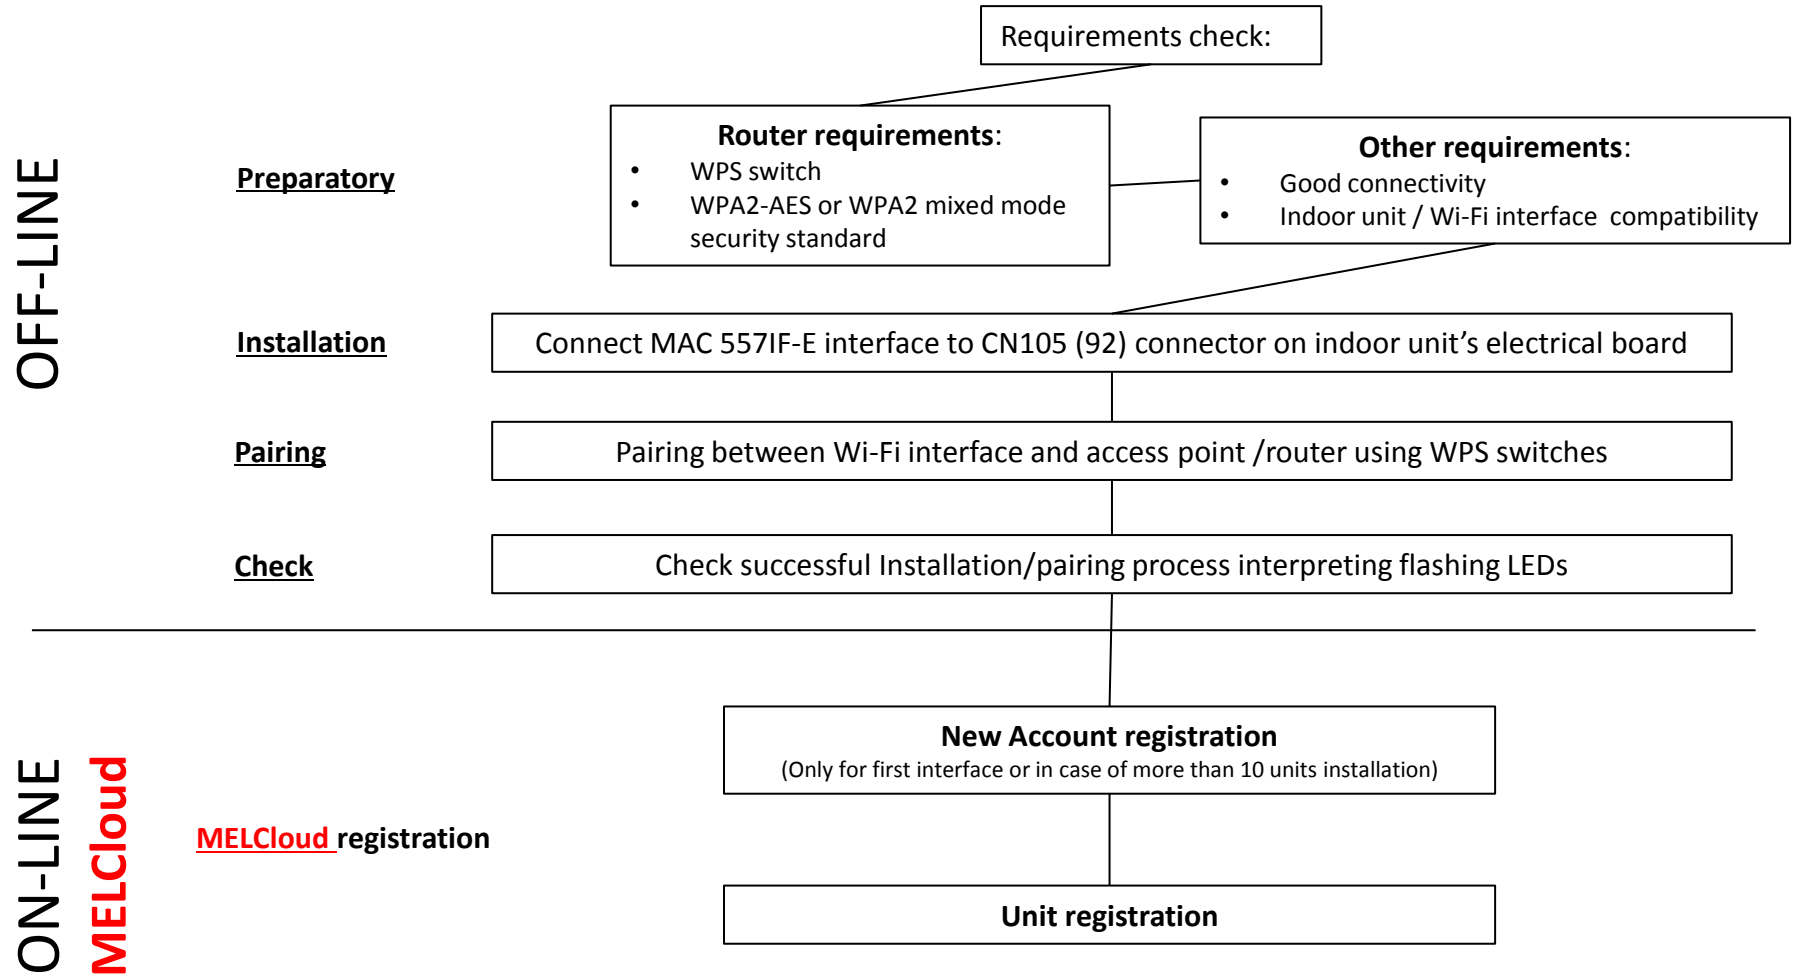 Requirements check:
OFF-LINE
Preparatory
Router requirements:
• WPS switch
• WPA2-AES or WPA2 mixed mode
security standard
Other requirements:
• Good connectivity
• Indoor unit / Wi-Fi interface compatibility
Installation
Connect MAC 557IF-E interface to CN105 (92) connector on indoor unit’s electrical board
Pairing
Pairing between Wi-Fi interface and access point /router using WPS switches
Check
Check successful Installation/pairing process interpreting flashing LEDs
ON-LINE
MELCloud
MELCloud registration
New Account registration
(Only for first interface or in case of more than 10 units installation)
Unit registration